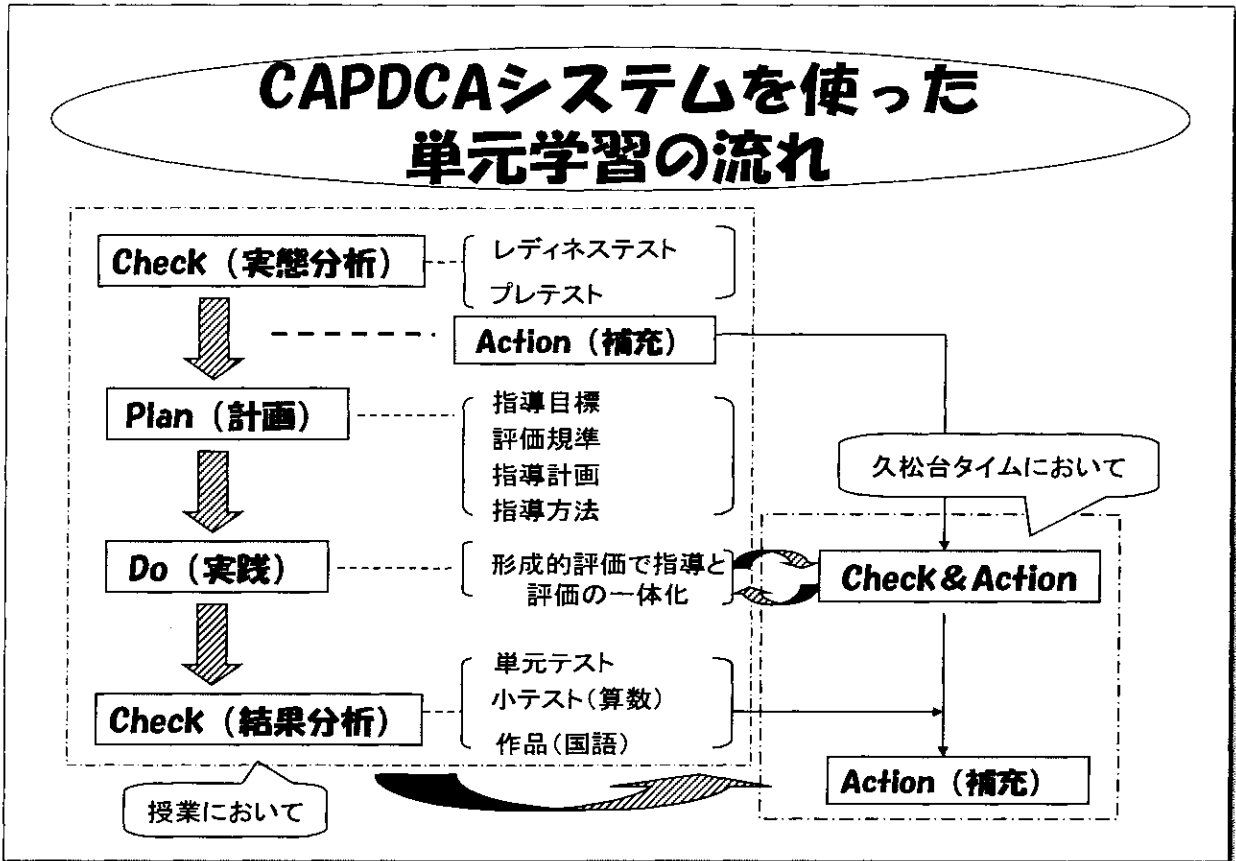 CAPDCAシステムを使った
単元学習の流れ
Check（実態分析）
レディネステスト
プレテスト
Action（補充）
Plan（計画）
指導目標
評価規準
指導計画
指導方法
久松台タイムにおいて
Do（実践）
形成的評価で指導と
評価の一体化
Check＆Action
Check（結果分析）
単元テスト
小テスト(算数)
作品(国語)
Action（補充）
授業において